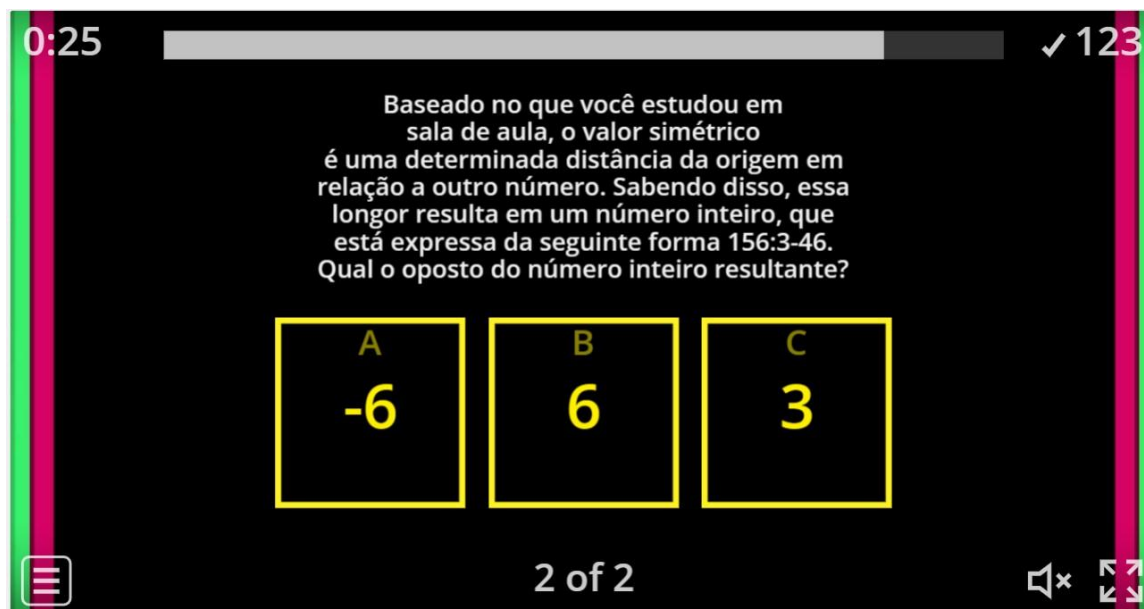 0:25
✓ 123
Baseado no que você estudou em
sala de aula, o valor simétrico
é uma determinada distância da origem em
relação a outro número. Sabendo disso, essa
longor resulta em um número inteiro, que
está expressa da seguinte forma 156:3-46.
Qual o oposto do número inteiro resultante?
A
-6
B
6
C
3
2 of 2